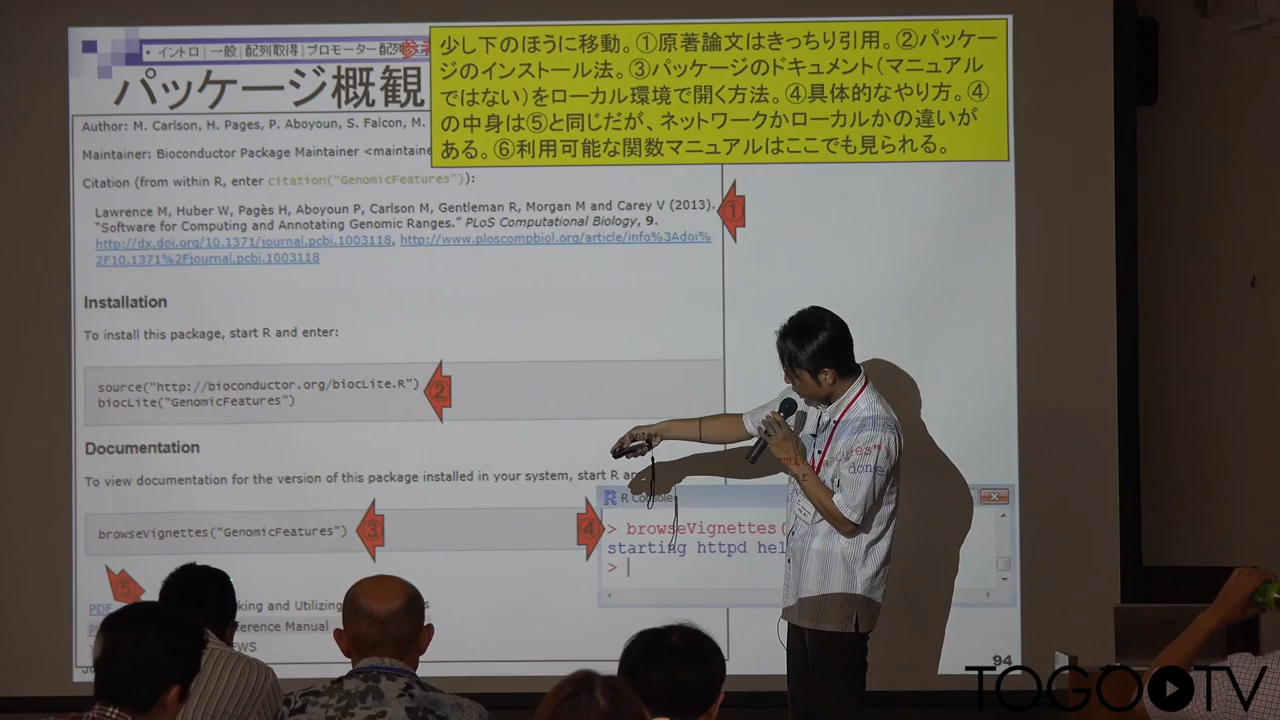 • イントロ | 一般 | 配列取得 | プロモーター配列
パッケージ概観
少し下のほうに移動。①原著論文はきっちり引用。②パッケー
ジのインストール法。③パッケージのドキュメント（マニュアル
ではない）をローカル環境で開く方法。④具体的なやり方。④
の中身は⑤と同じだが、ネットワークかローカルかの違いが
ある。⑥利用可能な関数マニュアルはここでも見られる。
Author: M. Carlson, H. Pages, P. Aboyoun, S. Falcon, M.
Maintainer: Bioconductor Package Maintainer <maintaine
Citation (from within R, enter citation("GenomicFeatures")):
Lawrence M, Huber W, Pagès H, Aboyoun P, Carlson M, Gentleman R, Morgan M and Carey V (2013).
"Software for Computing and Annotating Genomic Ranges." PLoS Computational Biology, 9.
http://dx.doi.org/10.1371/journal.pcbi.1003118, http://www.ploscompbiol.org/article/info%3Adoi%
2F10.1371%2Fjournal.pcbi.1003118
①
Installation
To install this package, start R and enter:
source("http://bioconductor.org/biocLite.R")
biocLite("GenomicFeatures")
②
Documentation
To view documentation for the version of this package installed in your system, start R
browseVignettes("GenomicFeatures")
③
④
R Console
> browseVignettes(
starting httpd hel
>
ures"
done
⑤
PDF
king and Utilizing
ference Manual
94
TOGO TV